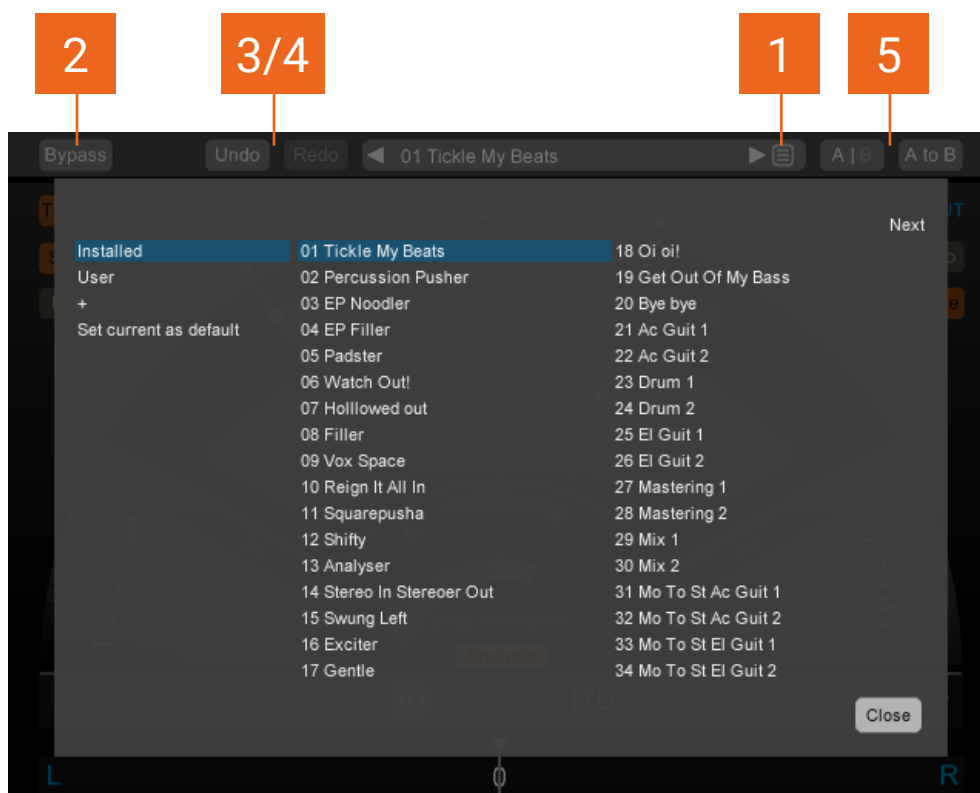 2 3/4 1 5
Bypass Undo Redo 01 Tickle My Beats A | B A to B
Next
Installed
User
+
Set current as default
01 Tickle My Beats
02 Percussion Pusher
03 EP Noodler
04 EP Filler
05 Padster
06 Watch Out!
07 Holllowed out
08 Filler
09 Vox Space
10 Reign It All In
11 Squarepusha
12 Shifty
13 Analyser
14 Stereo In Stereoer Out
15 Swung Left
16 Exciter
17 Gentle
18 Oi oi!
19 Get Out Of My Bass
20 Bye bye
21 Ac Guit 1
22 Ac Guit 2
23 Drum 1
24 Drum 2
25 El Guit 1
26 El Guit 2
27 Mastering 1
28 Mastering 2
29 Mix 1
30 Mix 2
31 Mo To St Ac Guit 1
32 Mo To St Ac Guit 2
33 Mo To St El Guit 1
34 Mo To St El Guit 2
Resolution
Acuity
Analysis
IID
ITD
Close
L 0 R